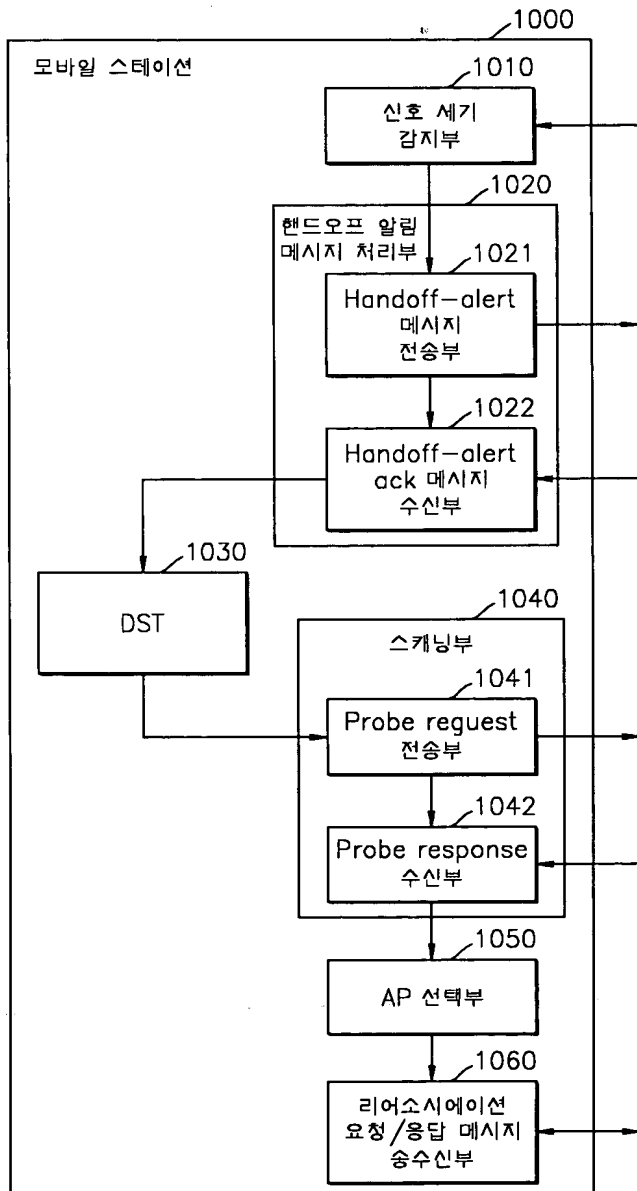 1000
모바일 스테이션
1010
신호 세기
감지부
1020
핸드오프 알림
메시지 처리부
1021
Handoff-alert
메시지
전송부
1022
Handoff-alert
ack 메시지
수신부
1030
DST
1040
스캐닝부
1041
Probe reguest
전송부
1042
Probe response
수신부
1050
AP 선택부
1060
리어소시에이션
요청/응답 메시지
송수신부